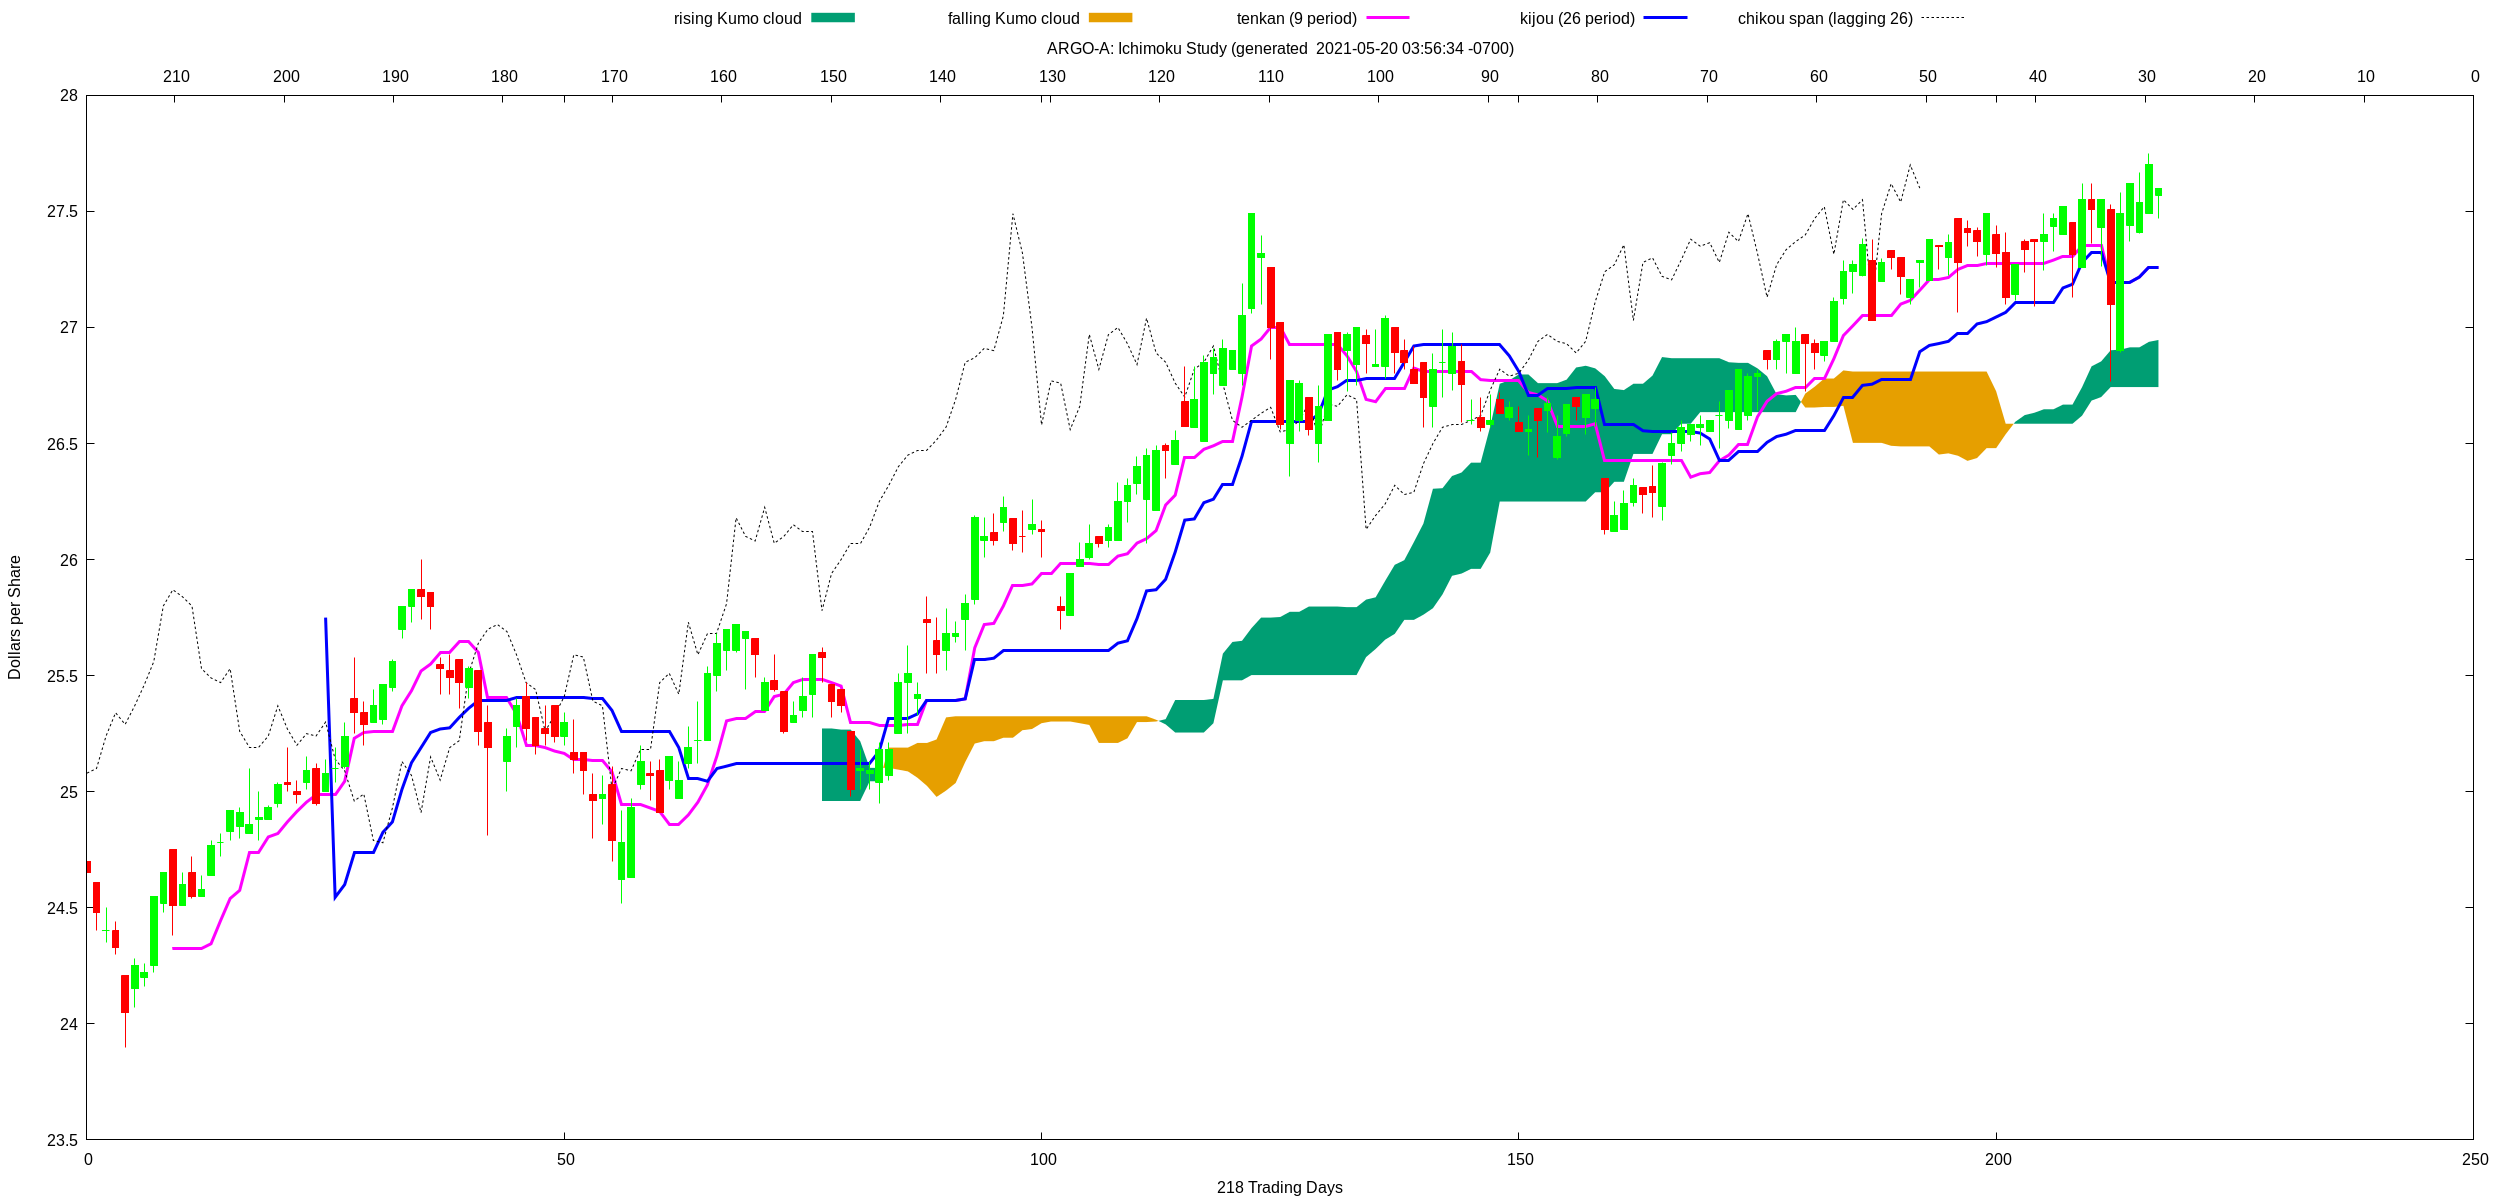 rising Kumo cloud falling Kumo cloud tenkan (9 period) kijou (26 period) chikou span (lagging 26)
ARGO-A: Ichimoku Study (generated  2021-05-20 03:56:34 -0700)
210 200 190 180 170 160 150 140 130 120 110 100 90 80 70 60 50 40 30 20 10 0
28
27.5
27
26.5
26
25.5
25
24.5
24
23.5
Dollars per Share
0 50 100 150 200 250
218 Trading Days